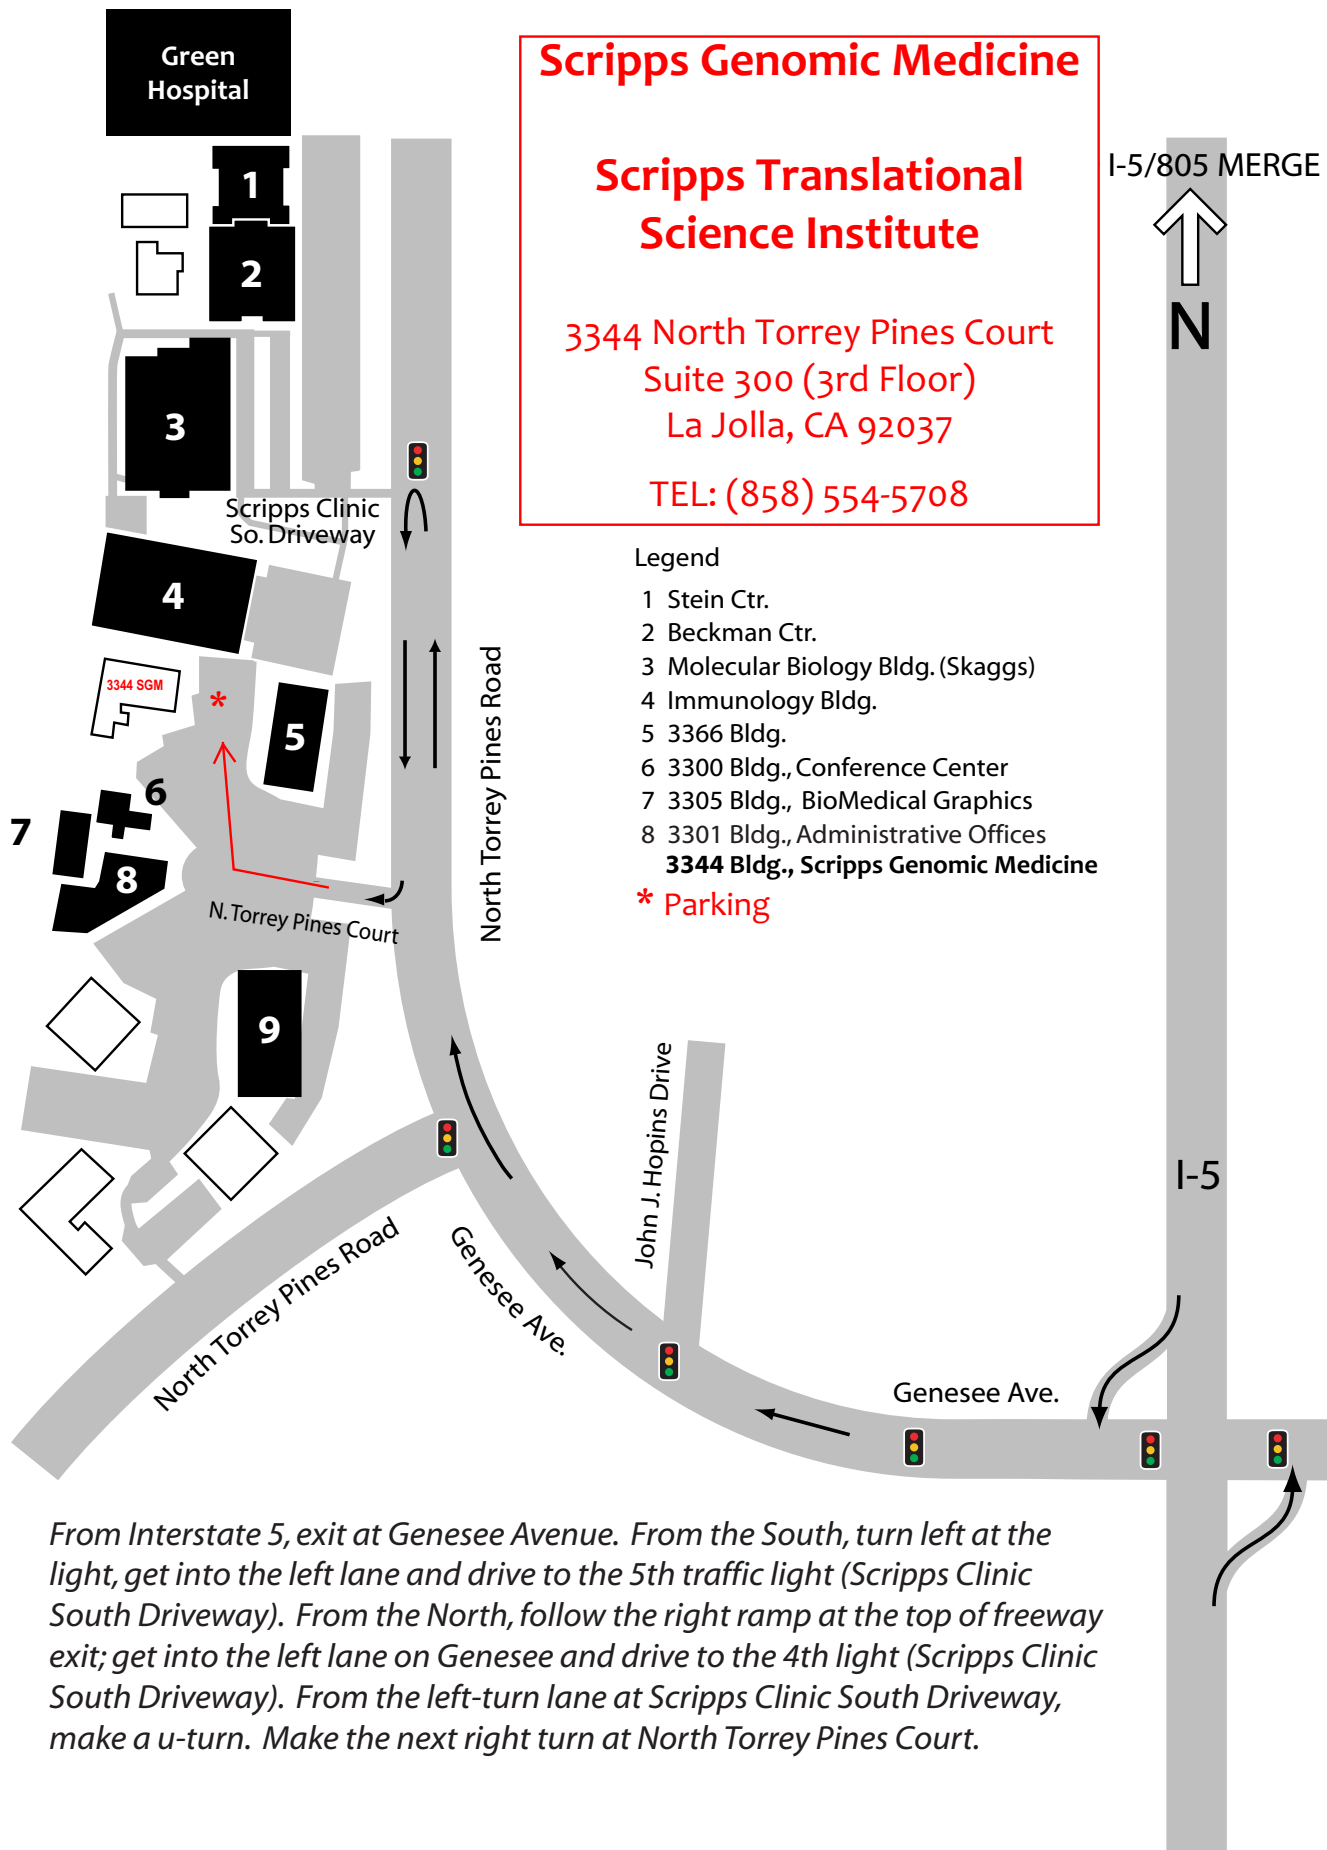 Green
Hospital
1
2
3
4
3344 SGM
*
5
6
7
8
9
Scripps Clinic
So. Driveway
N. Torrey Pines Court
North Torrey Pines Road
Scripps Genomic Medicine
Scripps Translational
Science Institute
3344 North Torrey Pines Court
Suite 300 (3rd Floor)
La Jolla, CA 92037
TEL: (858) 554-5708
I-5/805 MERGE
N
Legend
1 Stein Ctr.
2 Beckman Ctr.
3 Molecular Biology Bldg. (Skaggs)
4 Immunology Bldg.
5 3366 Bldg.
6 3300 Bldg., Conference Center
7 3305 Bldg., BioMedical Graphics
8 3301 Bldg., Administrative Offices
3344 Bldg., Scripps Genomic Medicine
* Parking
John J. Hopins Drive
I-5
North Torrey Pines Road
Genesee Ave.
Genesee Ave.
From Interstate 5, exit at Genesee Avenue. From the South, turn left at the
light, get into the left lane and drive to the 5th traffic light (Scripps Clinic
South Driveway). From the North, follow the right ramp at the top of freeway
exit; get into the left lane on Genesee and drive to the 4th light (Scripps Clinic
South Driveway). From the left-turn lane at Scripps Clinic South Driveway,
make a u-turn. Make the next right turn at North Torrey Pines Court.